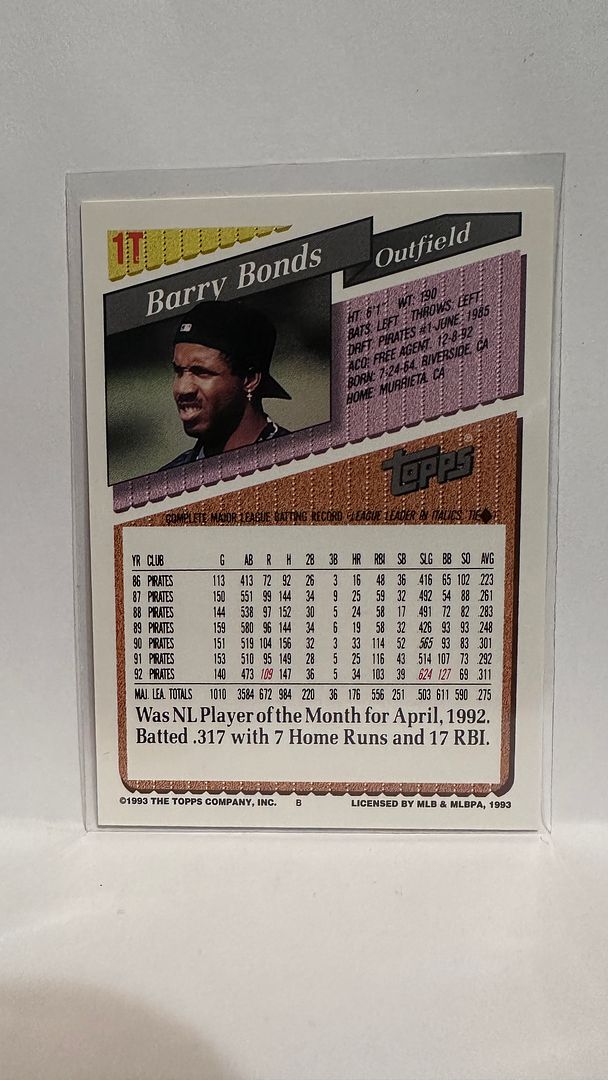 1T
Barry Bonds
Outfield
HT: 6'1" WT: 190
BATS: LEFT THROWS: LEFT
DRFT: PIRATES #1-JUNE, 1985
ACQ: FREE AGENT, 12-8-92
BORN: 7-24-64, RIVERSIDE, CA
HOME: MURRIETA, CA
topps®
COMPLETE MAJOR LEAGUE BATTING RECORD LEAGUE LEADER IN ITALICS, TIE ◆
YR CLUB G AB R H 2B 3B HR RBI SB SLG BB SO AVG
86 PIRATES 113 413 72 92 26 3 16 48 36 .416 65 102 .223
87 PIRATES 150 551 99 144 34 9 25 59 32 .492 54 88 .261
88 PIRATES 144 538 97 152 30 5 24 58 17 .491 72 82 .283
89 PIRATES 159 580 96 144 34 6 19 58 32 .426 93 93 .248
90 PIRATES 151 519 104 156 32 3 33 114 52 .565 93 83 .301
91 PIRATES 153 510 95 149 28 5 25 116 43 .514 107 73 .292
92 PIRATES 140 473 109 147 36 5 34 103 39 .624 127 69 .311
MAJ. LEA. TOTALS 1010 3584 672 984 220 36 176 556 251 .503 611 590 .275
Was NL Player of the Month for April, 1992.
Batted .317 with 7 Home Runs and 17 RBI.
©1993 THE TOPPS COMPANY, INC. B LICENSED BY MLB & MLBPA, 1993